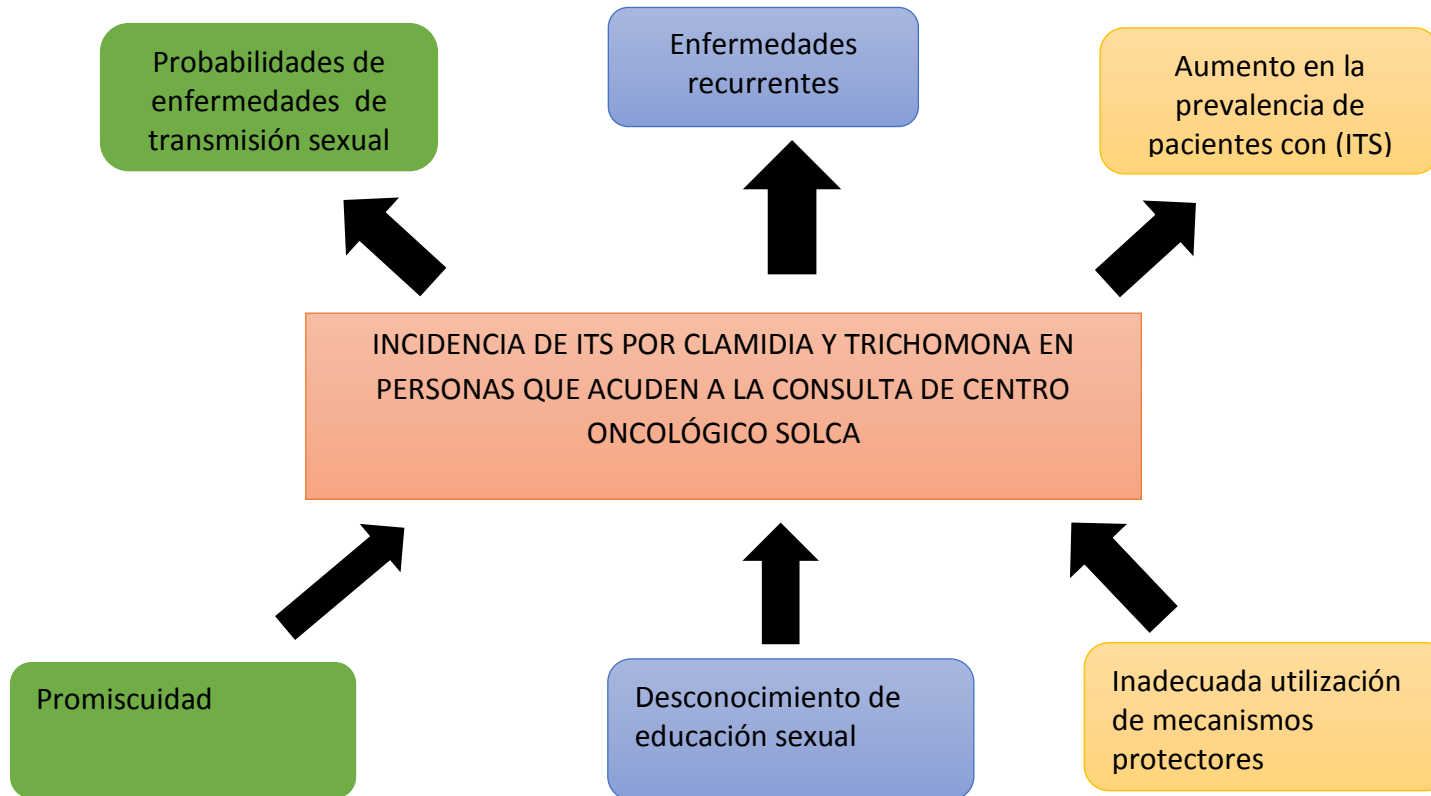 Probabilidades de
enfermedades de
transmisión sexual
Enfermedades
recurrentes
Aumento en la
prevalencia de
pacientes con (ITS)
INCIDENCIA DE ITS POR CLAMIDIA Y TRICHOMONA EN
PERSONAS QUE ACUDEN A LA CONSULTA DE CENTRO
ONCOLÓGICO SOLCA
Promiscuidad
Desconocimiento de
educación sexual
Inadecuada utilización
de mecanismos
protectores